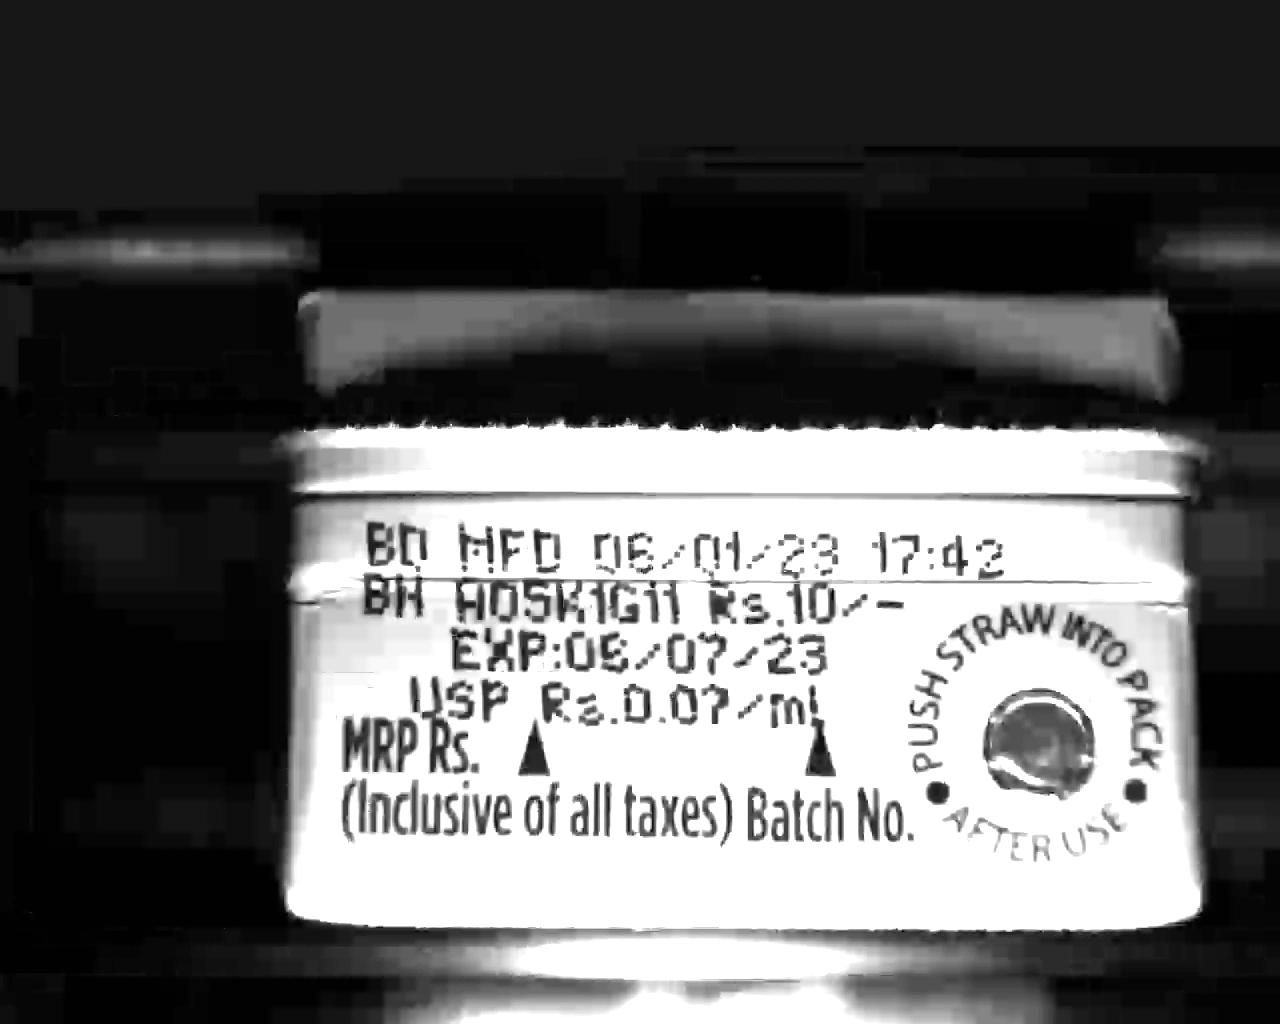 BD MFD 06/01/23 17:42
BH A05K1G11 Rs.10/-
EXP:05/07/23
USP Rs.0.07/ml
MRP Rs.
(Inclusive of all taxes) Batch No.
PUSH STRAW INTO PACK
• AFTER USE •